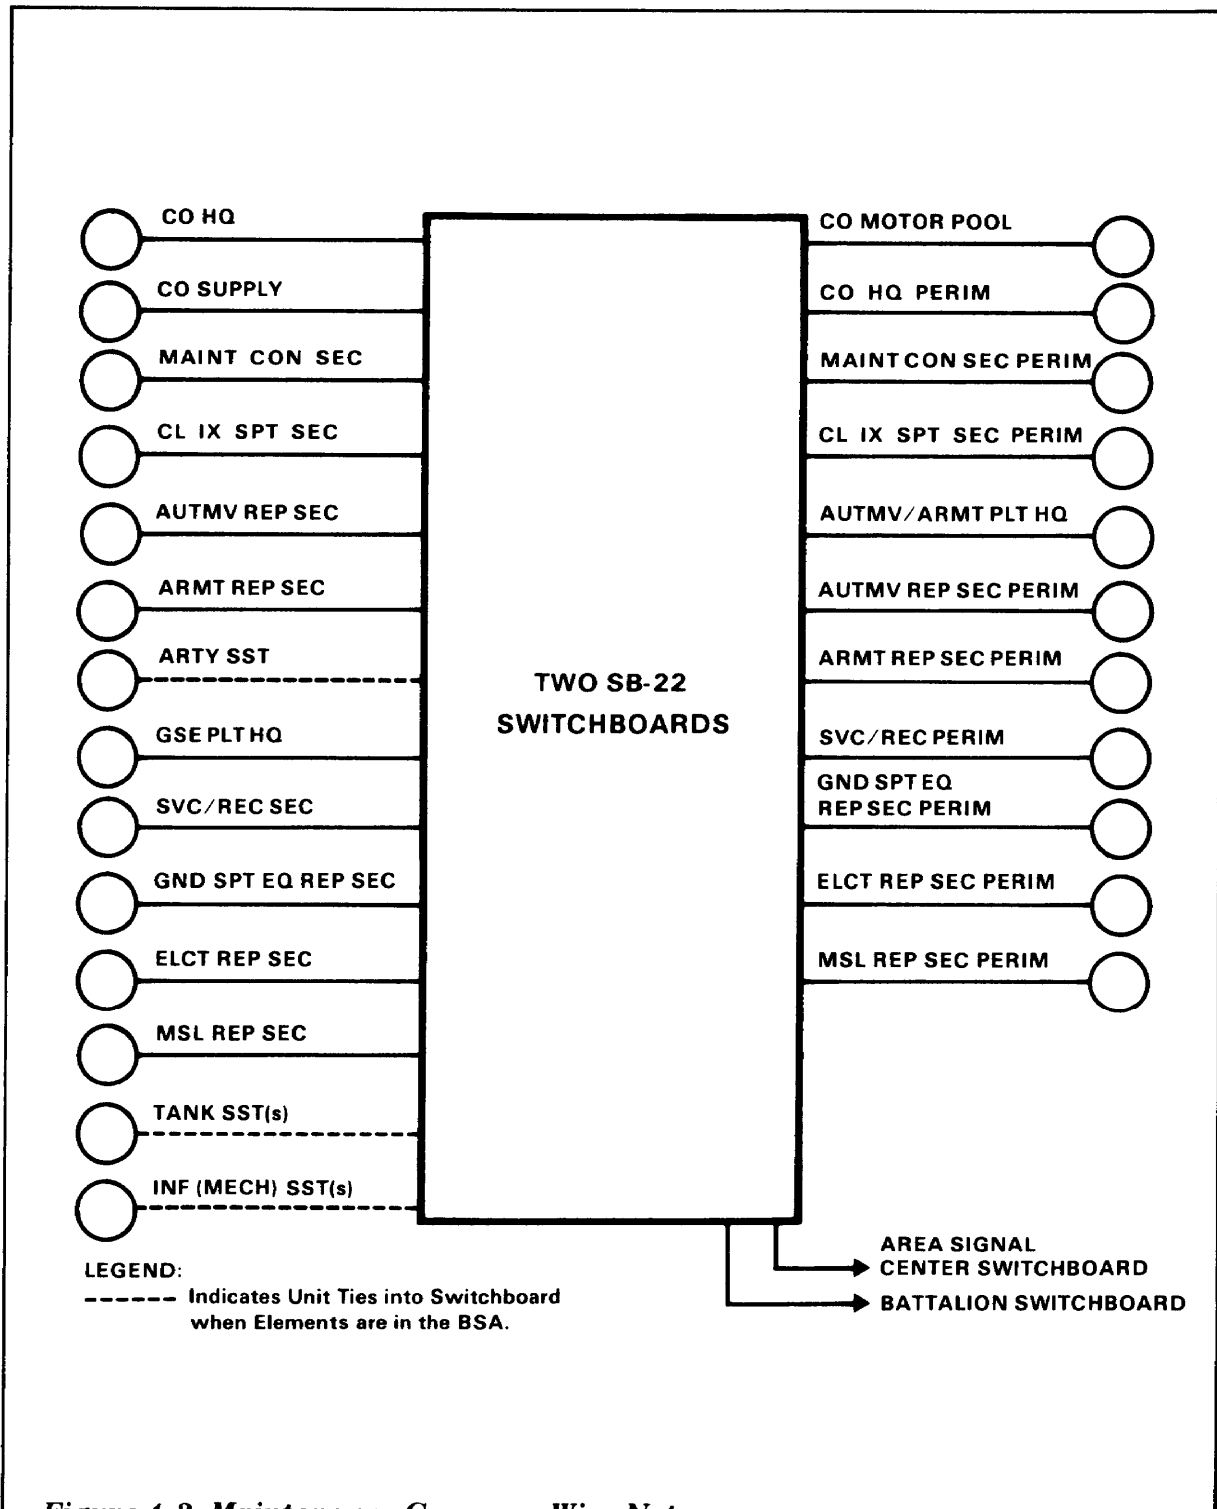 CO HQ
CO SUPPLY
MAINT CON SEC
CL IX SPT SEC
AUTMV REP SEC
ARMT REP SEC
ARTY SST
GSE PLT HQ
SVC/REC SEC
GND SPT EQ REP SEC
ELCT REP SEC
MSL REP SEC
TANK SST(s)
INF (MECH) SST(s)
TWO SB-22
SWITCHBOARDS
CO MOTOR POOL
CO HQ PERIM
MAINT CON SEC PERIM
CL IX SPT SEC PERIM
AUTMV/ARMT PLT HQ
AUTMV REP SEC PERIM
ARMT REP SEC PERIM
SVC/REC PERIM
GND SPT EQ
REP SEC PERIM
ELCT REP SEC PERIM
MSL REP SEC PERIM
AREA SIGNAL
CENTER SWITCHBOARD
BATTALION SWITCHBOARD
LEGEND:
------ Indicates Unit Ties into Switchboard
when Elements are in the BSA.
Maintenance Company Wire Net